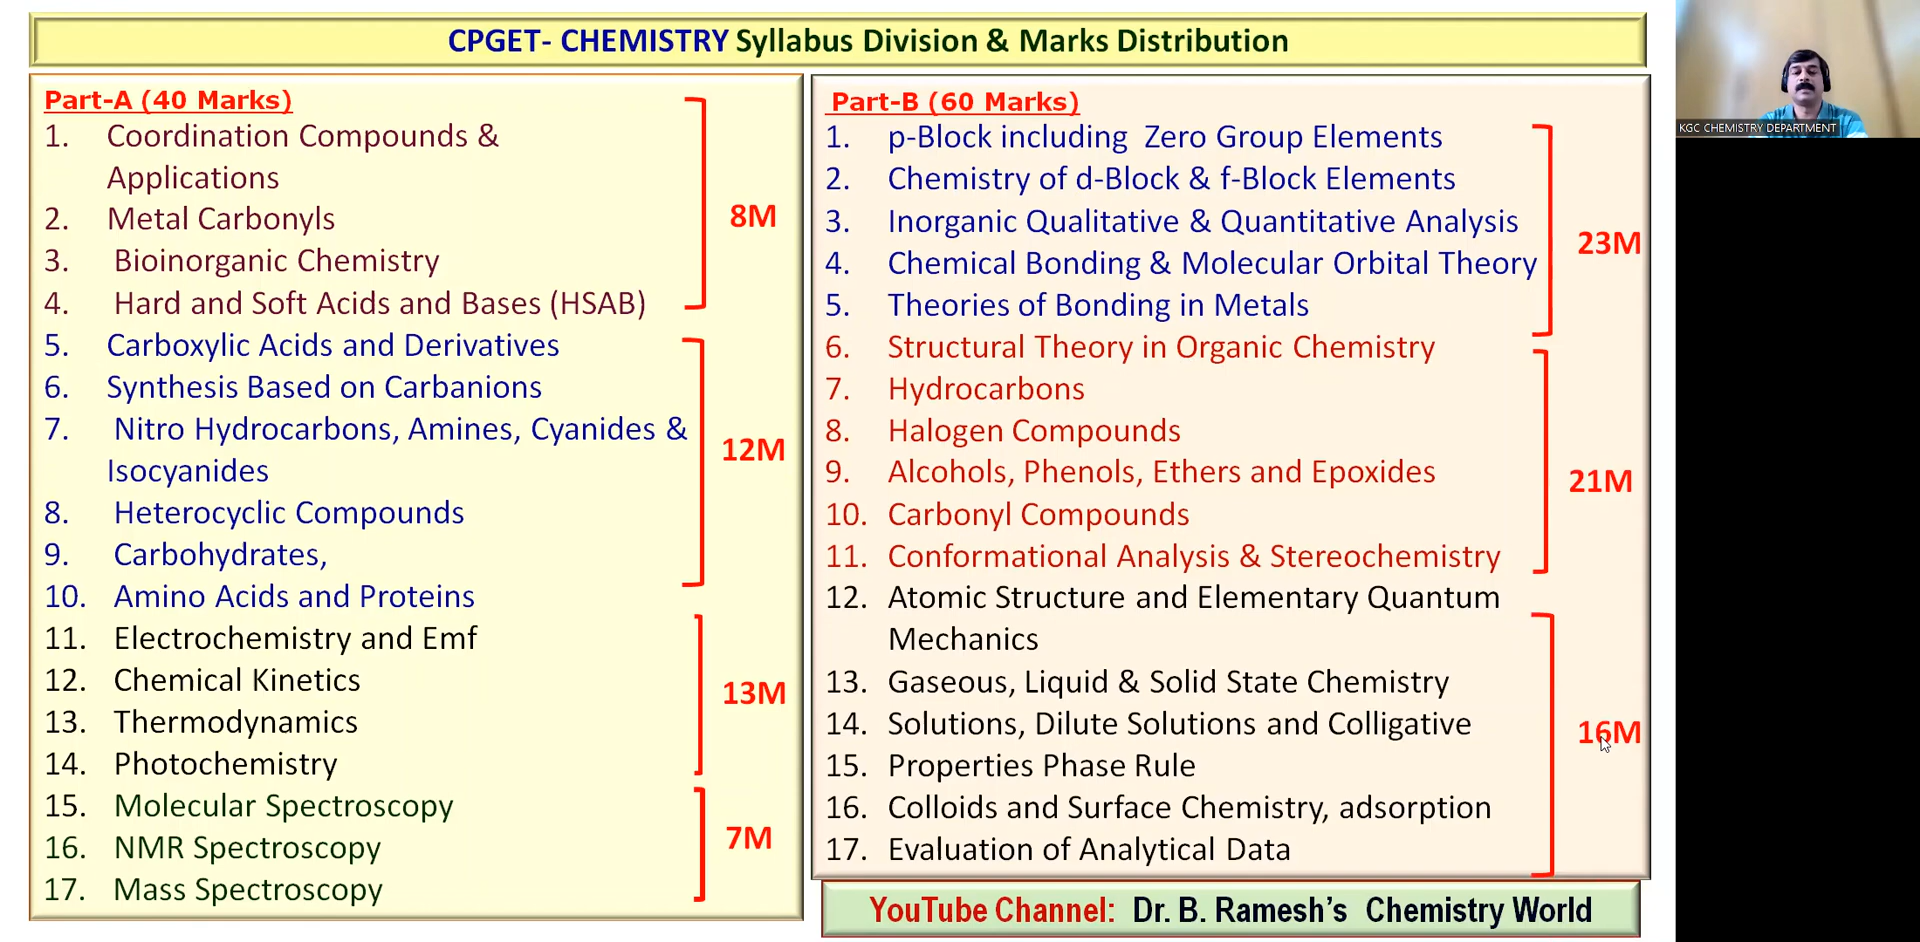 CPGET- CHEMISTRY Syllabus Division & Marks Distribution
Part-A (40 Marks)
1. Coordination Compounds &
Applications
2. Metal Carbonyls
3. Bioinorganic Chemistry
4. Hard and Soft Acids and Bases (HSAB)
8M
5. Carboxylic Acids and Derivatives
6. Synthesis Based on Carbanions
7. Nitro Hydrocarbons, Amines, Cyanides &
Isocyanides
8. Heterocyclic Compounds
9. Carbohydrates,
10. Amino Acids and Proteins
12M
11. Electrochemistry and Emf
12. Chemical Kinetics
13. Thermodynamics
14. Photochemistry
13M
15. Molecular Spectroscopy
16. NMR Spectroscopy
17. Mass Spectroscopy
7M
Part-B (60 Marks)
1. p-Block including Zero Group Elements
2. Chemistry of d-Block & f-Block Elements
3. Inorganic Qualitative & Quantitative Analysis
4. Chemical Bonding & Molecular Orbital Theory
5. Theories of Bonding in Metals
23M
6. Structural Theory in Organic Chemistry
7. Hydrocarbons
8. Halogen Compounds
9. Alcohols, Phenols, Ethers and Epoxides
10. Carbonyl Compounds
11. Conformational Analysis & Stereochemistry
21M
12. Atomic Structure and Elementary Quantum
Mechanics
13. Gaseous, Liquid & Solid State Chemistry
14. Solutions, Dilute Solutions and Colligative
15. Properties Phase Rule
16. Colloids and Surface Chemistry, adsorption
17. Evaluation of Analytical Data
16M
YouTube Channel: Dr. B. Ramesh's Chemistry World
KGC CHEMISTRY DEPARTMENT